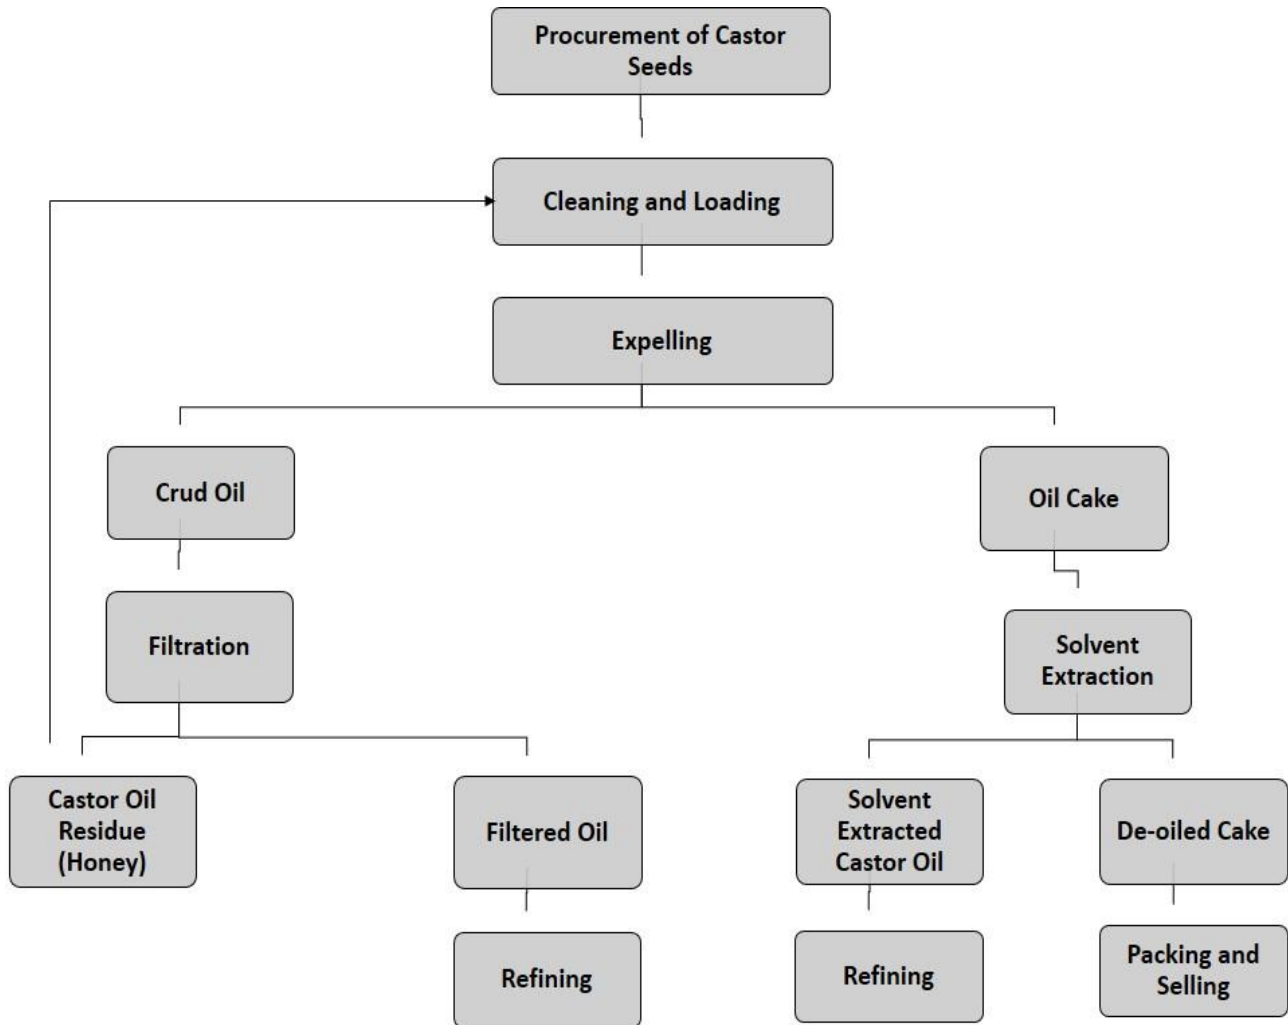 Procurement of Castor
Seeds
Cleaning and Loading
Expelling
Crud Oil
Oil Cake
Filtration
Solvent
Extraction
Castor Oil
Residue
(Honey)
Filtered Oil
Solvent
Extracted
Castor Oil
De-oiled Cake
Refining
Refining
Packing and
Selling